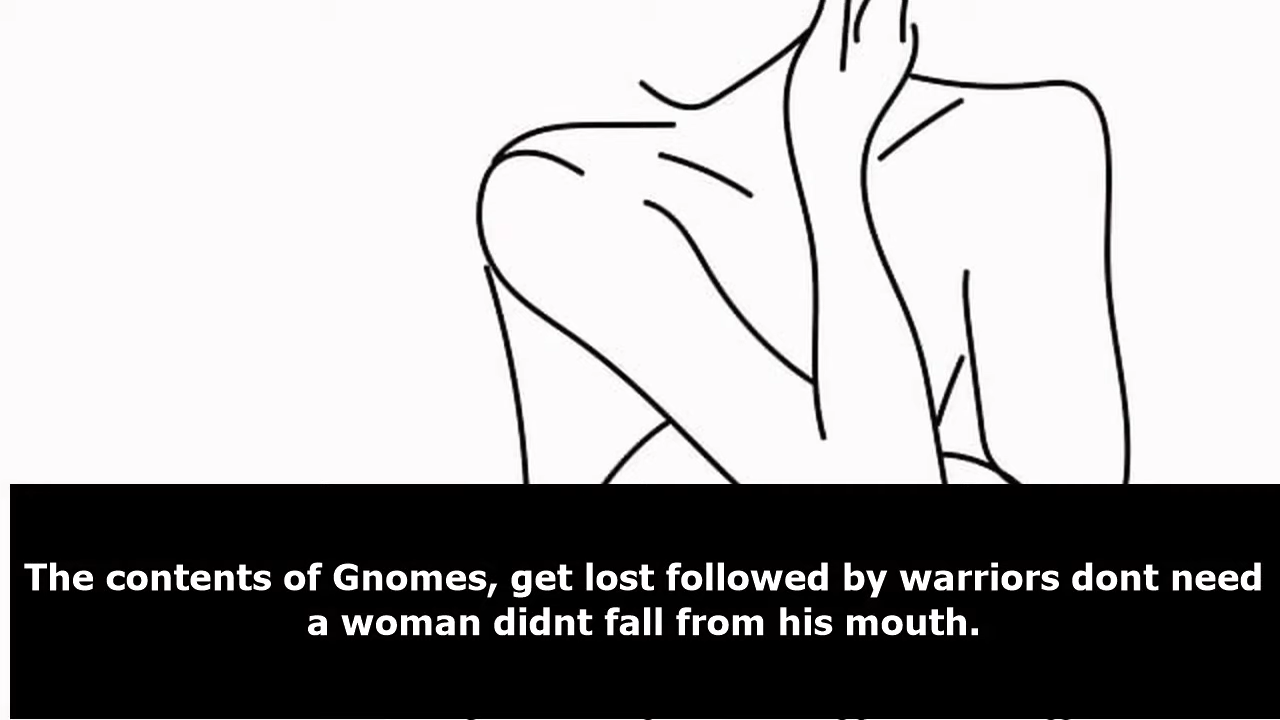 The contents of Gnomes, get lost followed by warriors dont need
a woman didnt fall from his mouth.